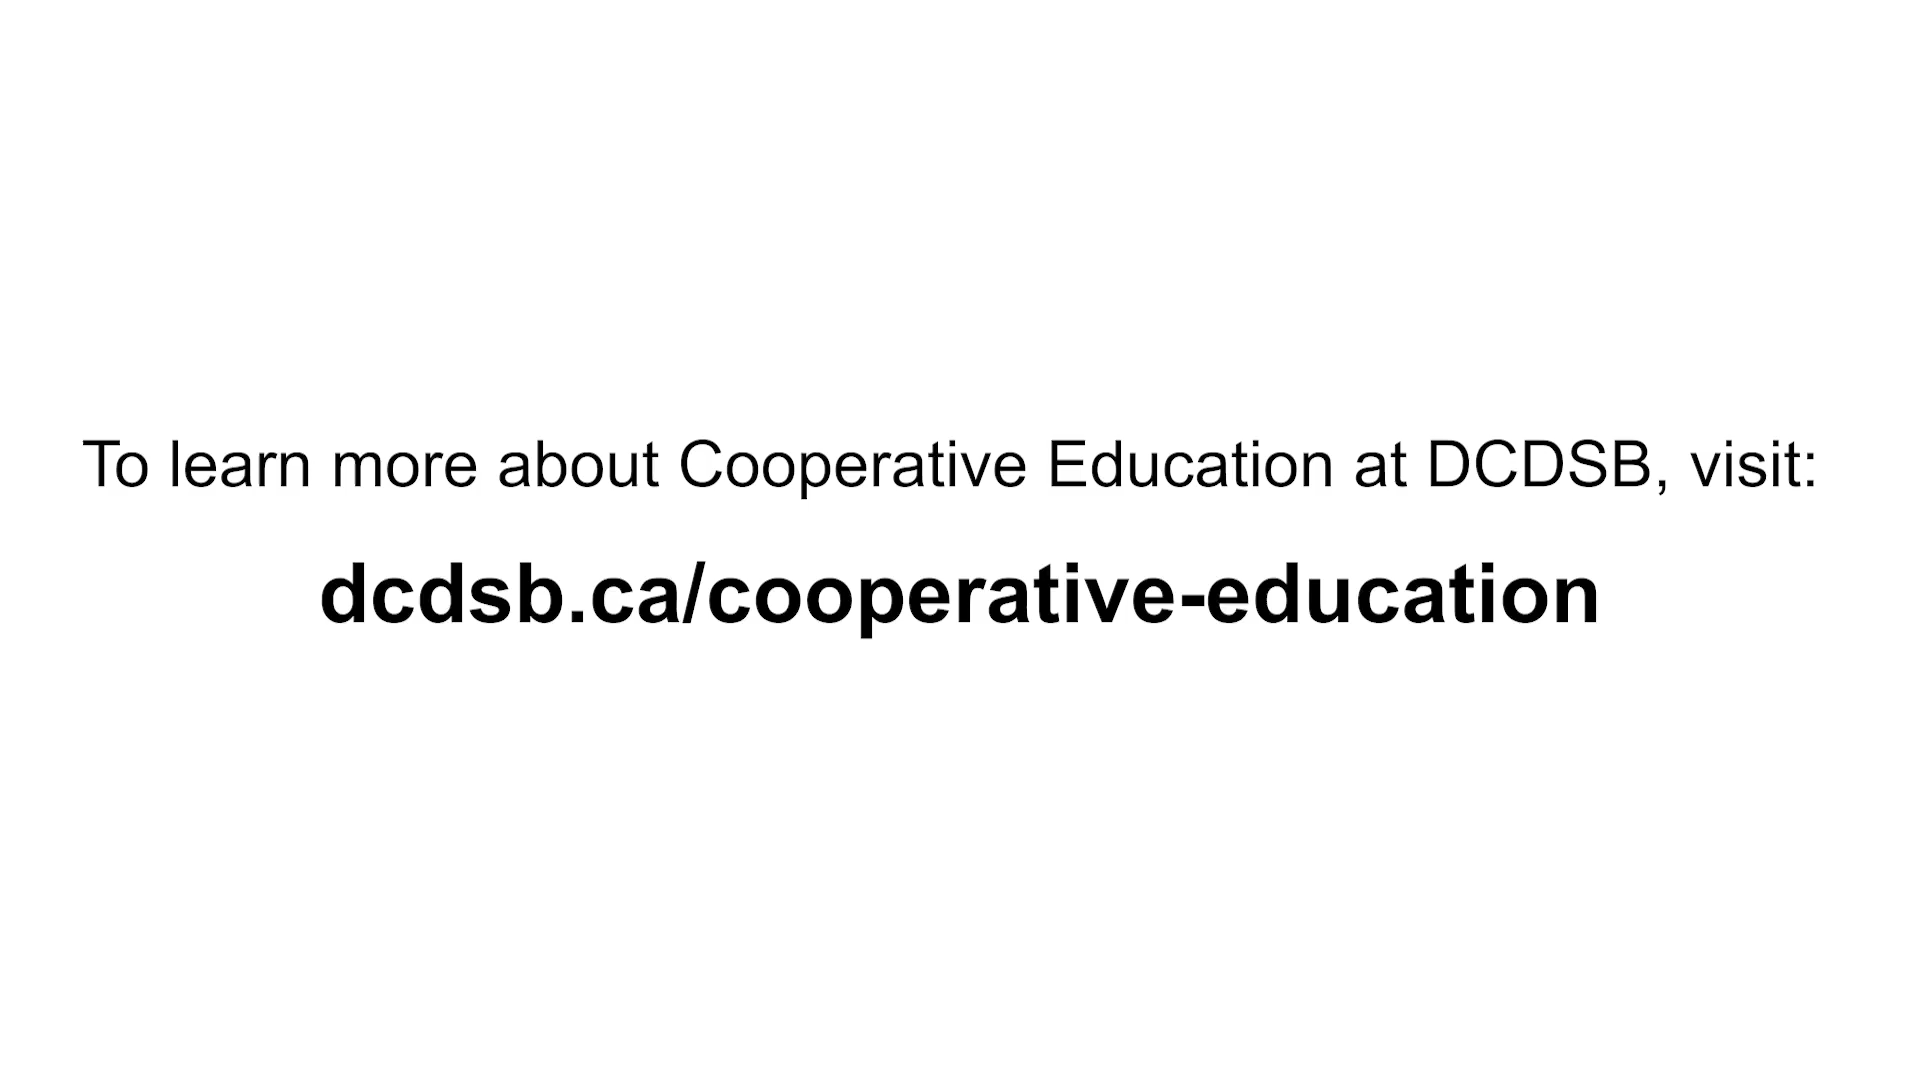 To learn more about Cooperative Education at DCDSB, visit:
dcdsb.ca/cooperative-education